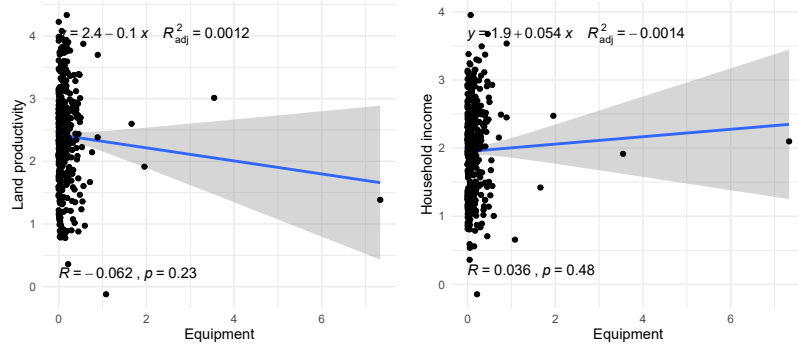 y = 2.4 − 0.1 x R²adj = 0.0012
4
3
2
1
0
Land productivity
R = − 0.062 , p = 0.23
0 2 4 6
Equipment
y = 1.9 + 0.054 x R²adj = − 0.0014
4
3
2
1
0
Household income
R = 0.036 , p = 0.48
0 2 4 6
Equipment